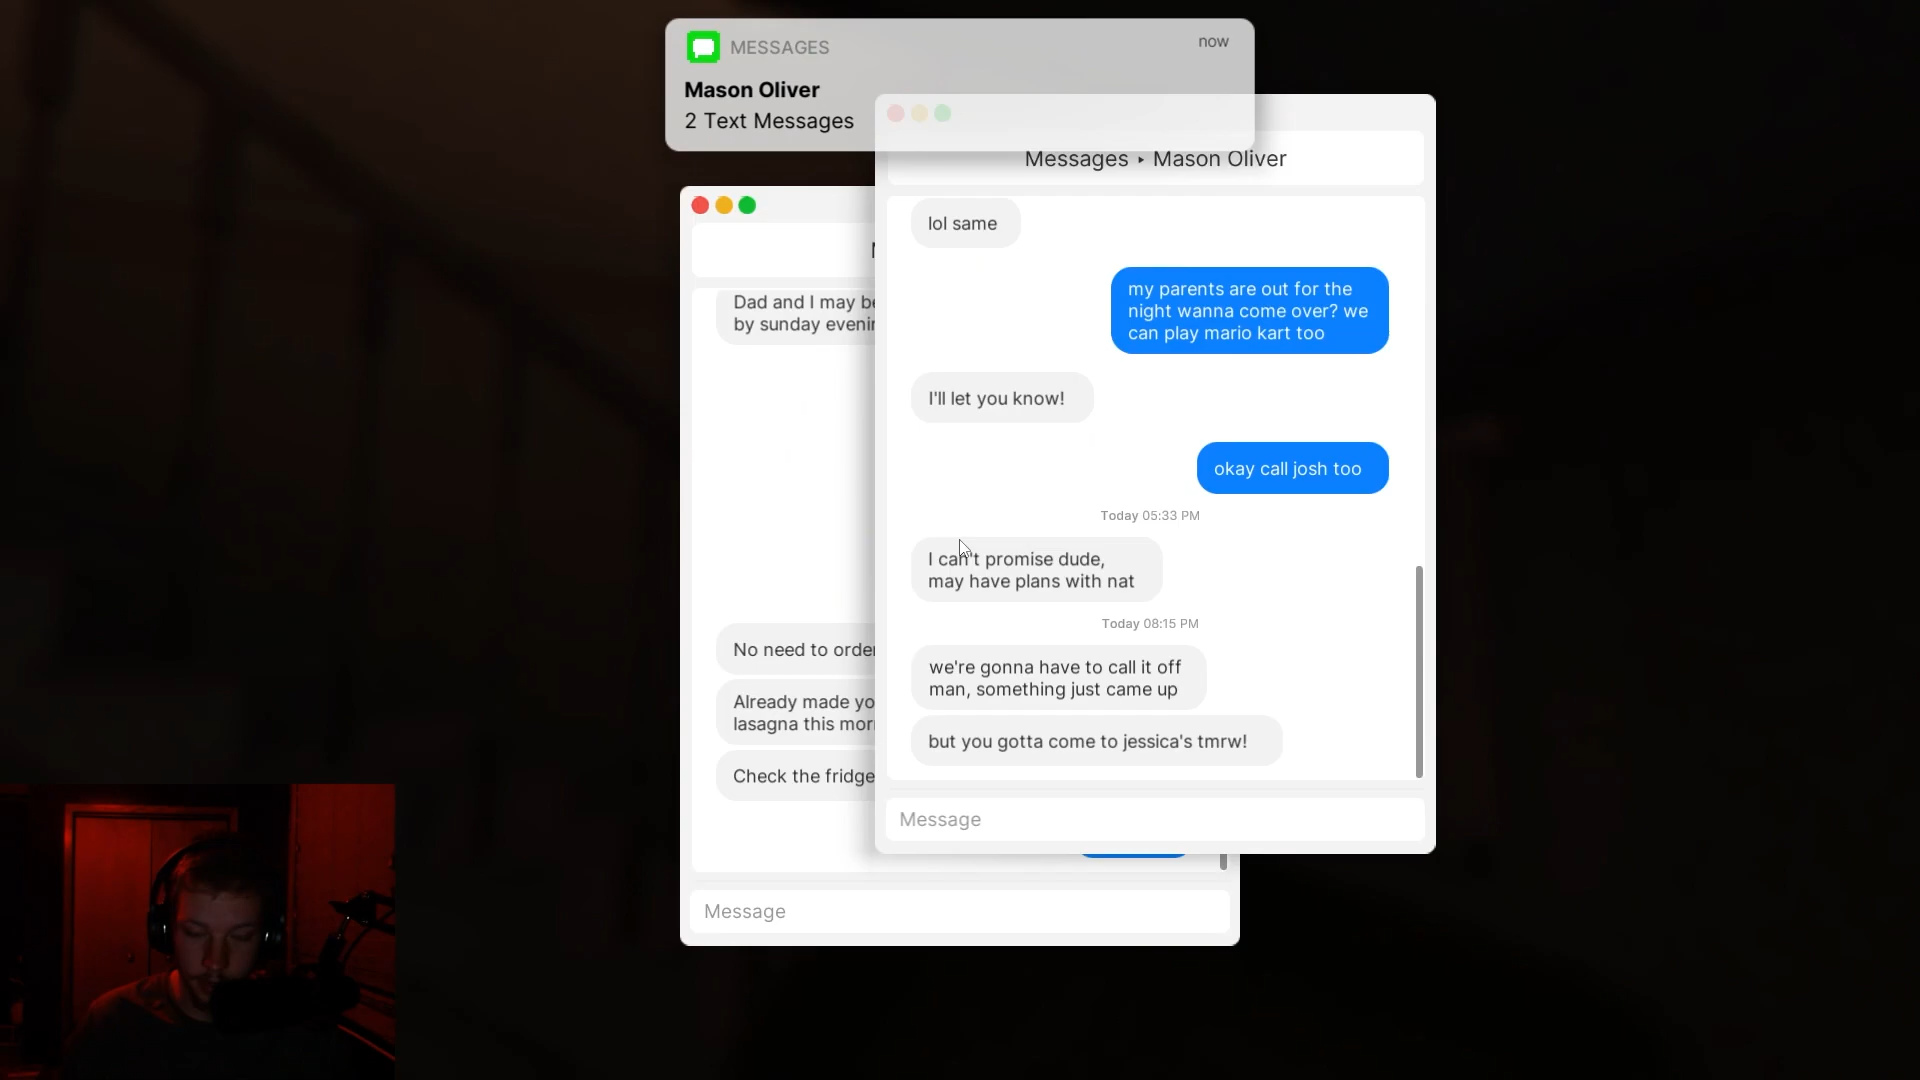 MESSAGES
now
Mason Oliver
2 Text Messages
Messages ‣ Mason Oliver
lol same
my parents are out for the
night wanna come over? we
can play mario kart too
I'll let you know!
okay call josh too
Today 05:33 PM
I can't promise dude,
may have plans with nat
Today 08:15 PM
we're gonna have to call it off
man, something just came up
but you gotta come to jessica's tmrw!
Message
Dad and I may be
by sunday
No need to order
Already made
lasagna this
Check the fridge
Message